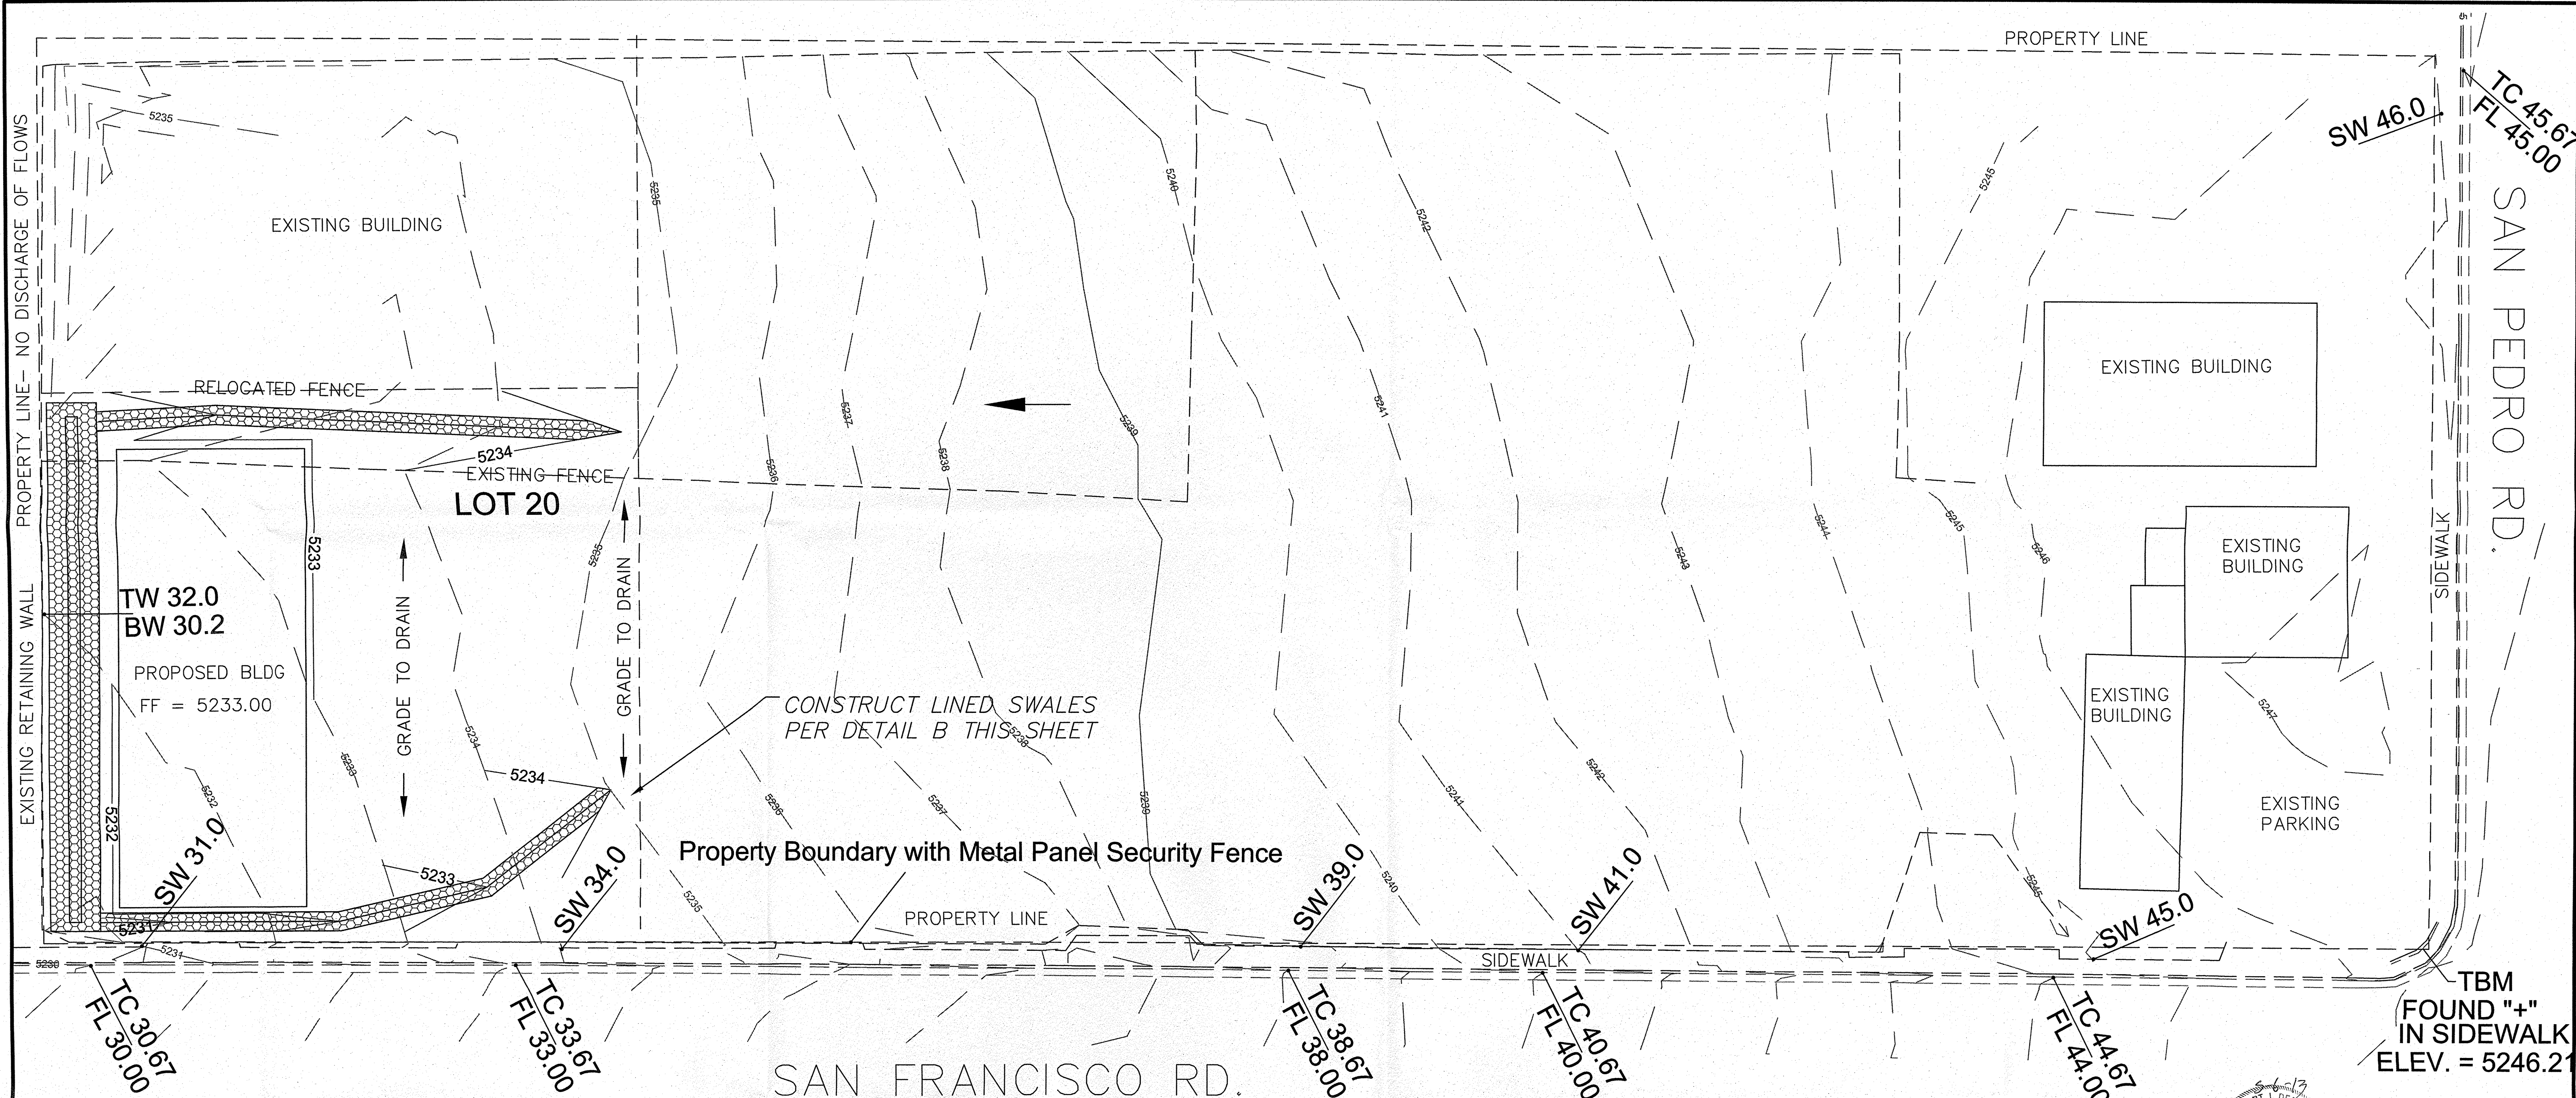 PROPERTY LINE
TC 45.67
FL 45.00
SW 46.0
SAN PEDRO RD.
5235
5235
5240
5245
5242
EXISTING BUILDING
PROPERTY LINE- NO DISCHARGE OF FLOWS
EXISTING BUILDING
RELOCATED FENCE
5237
5241
5239
5234
EXISTING FENCE
5238
5236
LOT 20
5233
5235
5244
5245
5246
5243
EXISTING
BUILDING
SIDEWALK
EXISTING RETAINING WALL
TW 32.0
BW 30.2
GRADE TO DRAIN
GRADE TO DRAIN
PROPOSED BLDG
FF = 5233.00
CONSTRUCT LINED SWALES
PER DETAIL B THIS SHEET
EXISTING
BUILDING
5247
5234
5238
5233
5234
5232
5232
5236
5237
5239
5241
5242
EXISTING
PARKING
SW 31.0
5233
SW 34.0
Property Boundary with Metal Panel Security Fence
SW 39.0
5240
SW 41.0
5245
5235
PROPERTY LINE
SW 45.0
5231
5231
5230
SIDEWALK
TC 30.67
FL 30.00
TC 33.67
FL 33.00
TC 38.67
FL 38.00
TC 40.67
FL 40.00
TC 44.67
FL 44.00
TBM
FOUND "+"
IN SIDEWALK
ELEV. = 5246.21
SAN FRANCISCO RD.